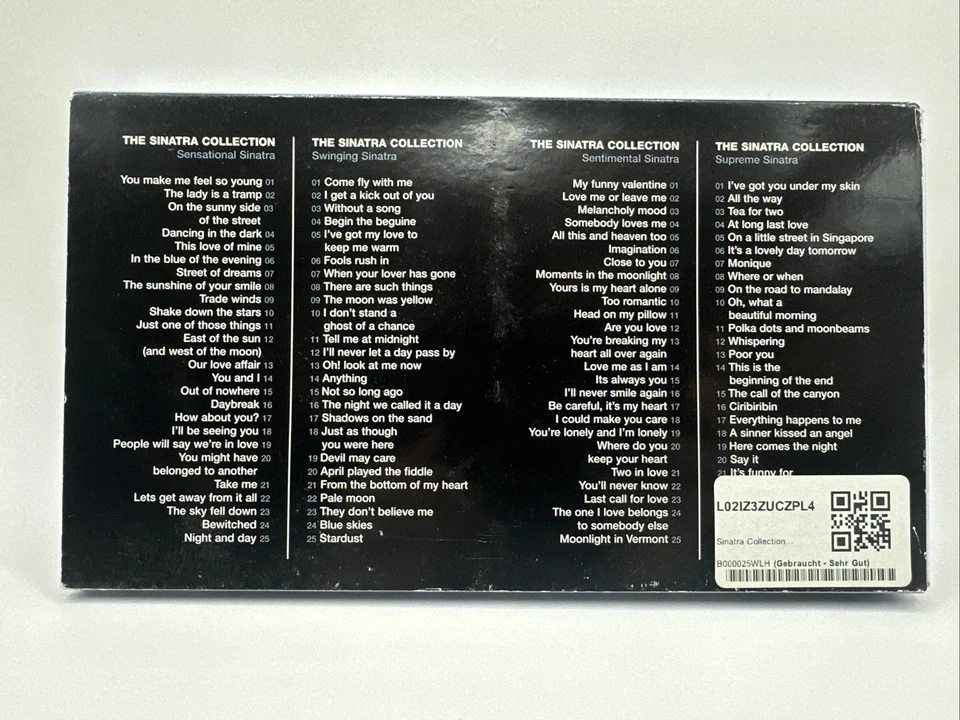 THE SINATRA COLLECTION
Sensational Sinatra
You make me feel so young 01
The lady is a tramp 02
On the sunny side 03
of the street
Dancing in the dark 04
This love of mine 05
In the blue of the evening 06
Street of dreams 07
The sunshine of your smile 08
Trade winds 09
Shake down the stars 10
Just one of those things 11
East of the sun 12
(and west of the moon)
Our love affair 13
You and I 14
Out of nowhere 15
Daybreak 16
How about you? 17
I'll be seeing you 18
People will say we're in love 19
You might have 20
belonged to another
Take me 21
Lets get away from it all 22
The sky fell down 23
Bewitched 24
Night and day 25
THE SINATRA COLLECTION
Swinging Sinatra
01 Come fly with me
02 I get a kick out of you
03 Without a song
04 Begin the beguine
05 I've got my love to
keep me warm
06 Fools rush in
07 When your lover has gone
08 There are such things
09 The moon was yellow
10 I don't stand a
ghost of a chance
11 Tell me at midnight
12 I'll never let a day pass by
13 Oh! look at me now
14 Anything
15 Not so long ago
16 The night we called it a day
17 Shadows on the sand
18 Just as though
you were here
19 Devil may care
20 April played the fiddle
21 From the bottom of my heart
22 Pale moon
23 They don't believe me
24 Blue skies
25 Stardust
THE SINATRA COLLECTION
Sentimental Sinatra
My funny valentine 01
Love me or leave me 02
Melancholy mood 03
Somebody loves me 04
All this and heaven too 05
Imagination 06
Close to you 07
Moments in the moonlight 08
Yours is my heart alone 09
Too romantic 10
Head on my pillow 11
Are you love 12
You're breaking my 13
heart all over again
Love me as I am 14
Its always you 15
I'll never smile again 16
Be careful, it's my heart 17
I could make you care 18
You're lonely and I'm lonely 19
Where do you 20
keep your heart
Two in love 21
You'll never know 22
Last call for love 23
The one I love belongs 24
to somebody else
Moonlight in Vermont 25
THE SINATRA COLLECTION
Supreme Sinatra
01 I've got you under my skin
02 All the way
03 Tea for two
04 At long last love
05 On a little street in Singapore
06 It's a lovely day tomorrow
07 Monique
08 Where or when
09 On the road to mandalay
10 Oh, what a
beautiful morning
11 Polka dots and moonbeams
12 Whispering
13 Poor you
14 This is the
beginning of the end
15 The call of the canyon
16 Ciribiribin
17 Everything happens to me
18 A sinner kissed an angel
19 Here comes the night
20 Say it
21 It's funny for
L02IZ3ZUCZPL4
Sinatra Collection...
B000025WLH (Gebraucht - Sehr Gut)